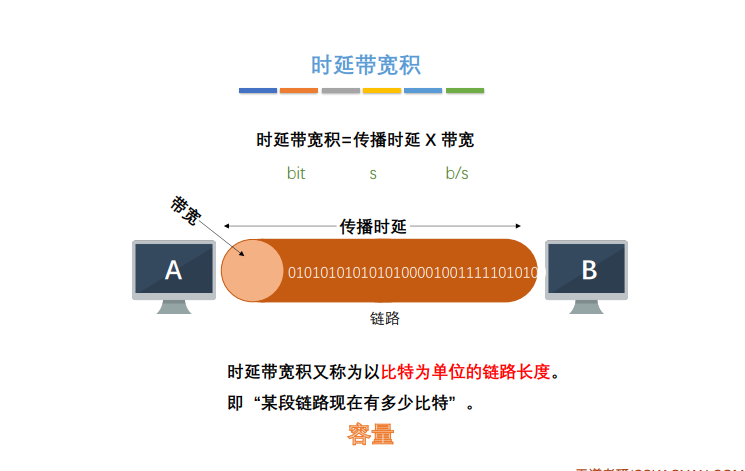 时延带宽积
时延带宽积=传播时延 X 带宽
bit s b/s
带宽
传播时延
A
010101010101010000100111110101010
B
链路
时延带宽积又称为以比特为单位的链路长度。
即“某段链路现在有多少比特”。
容量